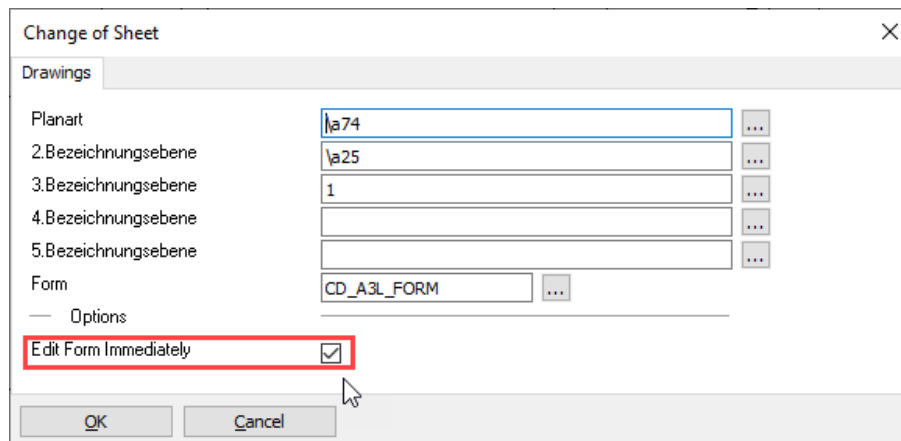 Change of Sheet
Drawings
Planart \a74 ...
2.Bezeichnungsebene \a25 ...
3.Bezeichnungsebene 1 ...
4.Bezeichnungsebene ...
5.Bezeichnungsebene ...
Form CD_A3L_FORM ...
Options
Edit Form Immediately
OK Cancel